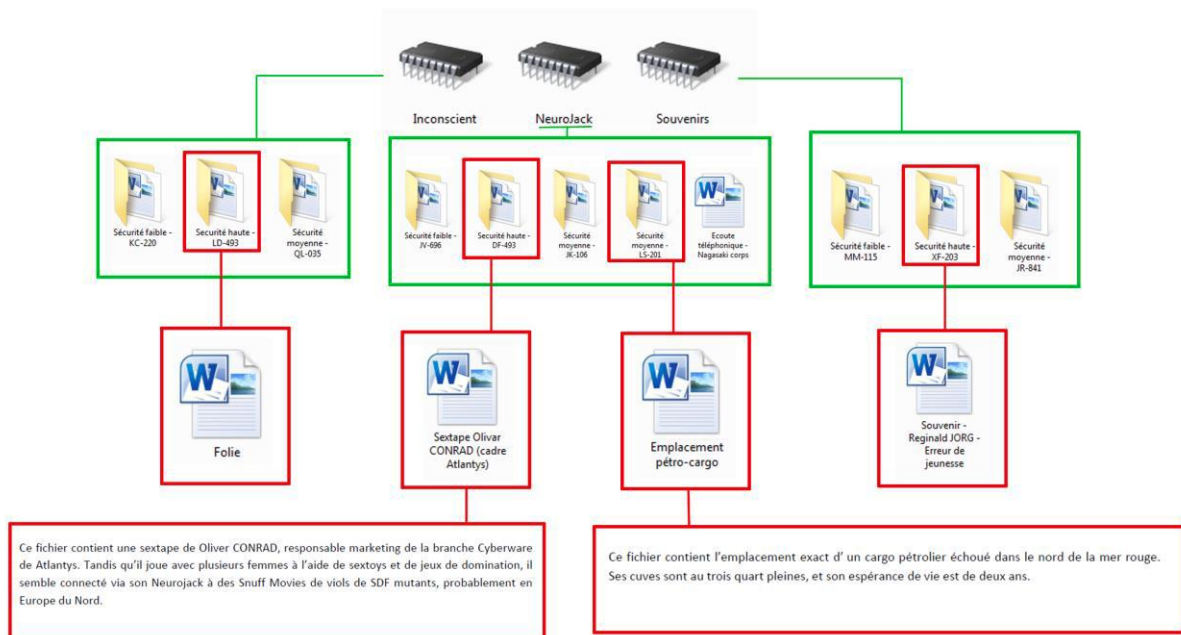 Inconscient
NeuroJack
Souvenirs
Sécurité faible -
KC-220
Securité haute -
LD-493
Sécurité
moyenne -
QL-035
Sécurité faible -
JV-696
Securité haute -
DF-493
Sécurité
moyenne -
JK-106
Sécurité
moyenne -
LS-201
Ecoute
téléphonique -
Nagasaki corps
Sécurité faible -
MM-115
Securité haute -
XF-203
Sécurité
moyenne -
JR-841
Folie
Sextape Olivar
CONRAD (cadre
Atlantys)
Emplacement
pétro-cargo
Souvenir -
Reginald JORG -
Erreur de
jeunesse
Ce fichier contient une sextape de Oliver CONRAD, responsable marketing de la branche Cyberware
de Atlantys. Tandis qu'il joue avec plusieurs femmes à l'aide de sextoys et de jeux de domination, il
semble connecté via son Neurojack à des Snuff Movies de viols de SDF mutants, probablement en
Europe du Nord.
Ce fichier contient l'emplacement exact d' un cargo pétrolier échoué dans le nord de la mer rouge.
Ses cuves sont au trois quart pleines, et son espérance de vie est de deux ans.